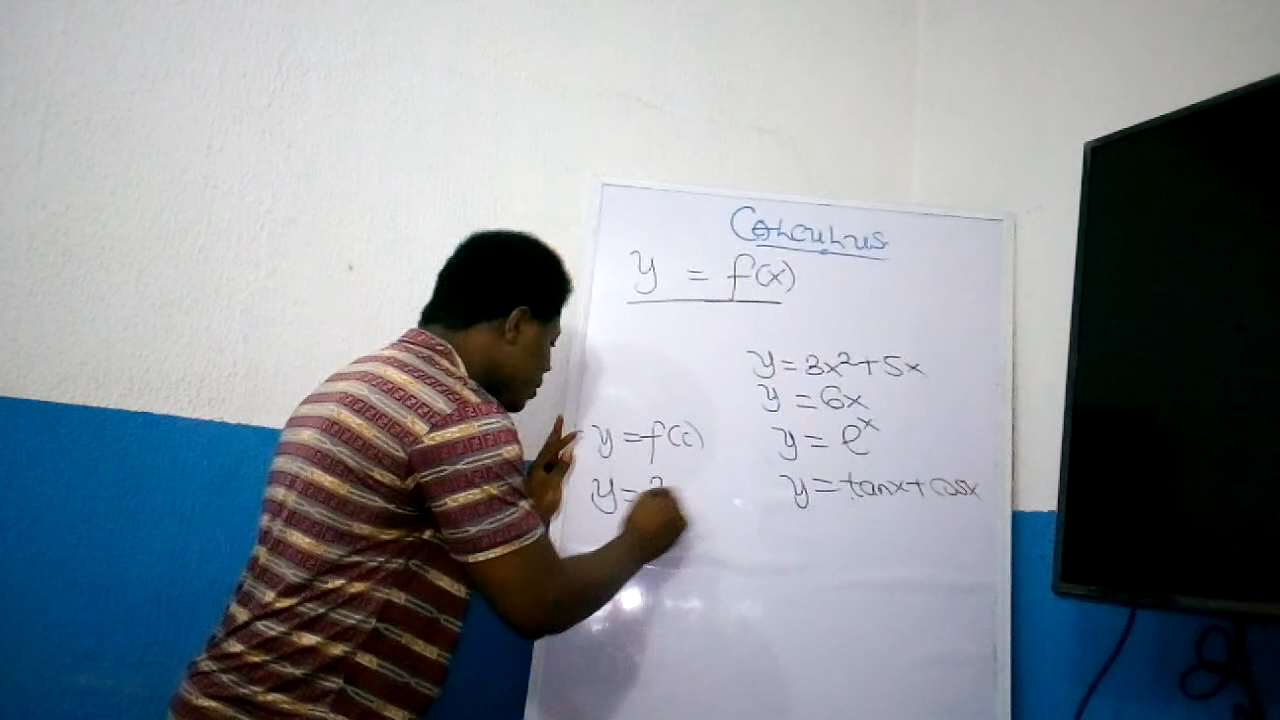 Calculus
y = f(x)
y = 3x²+5x
y = 6x
y = eˣ
y = tanx + cosx
y = f(c)
y =